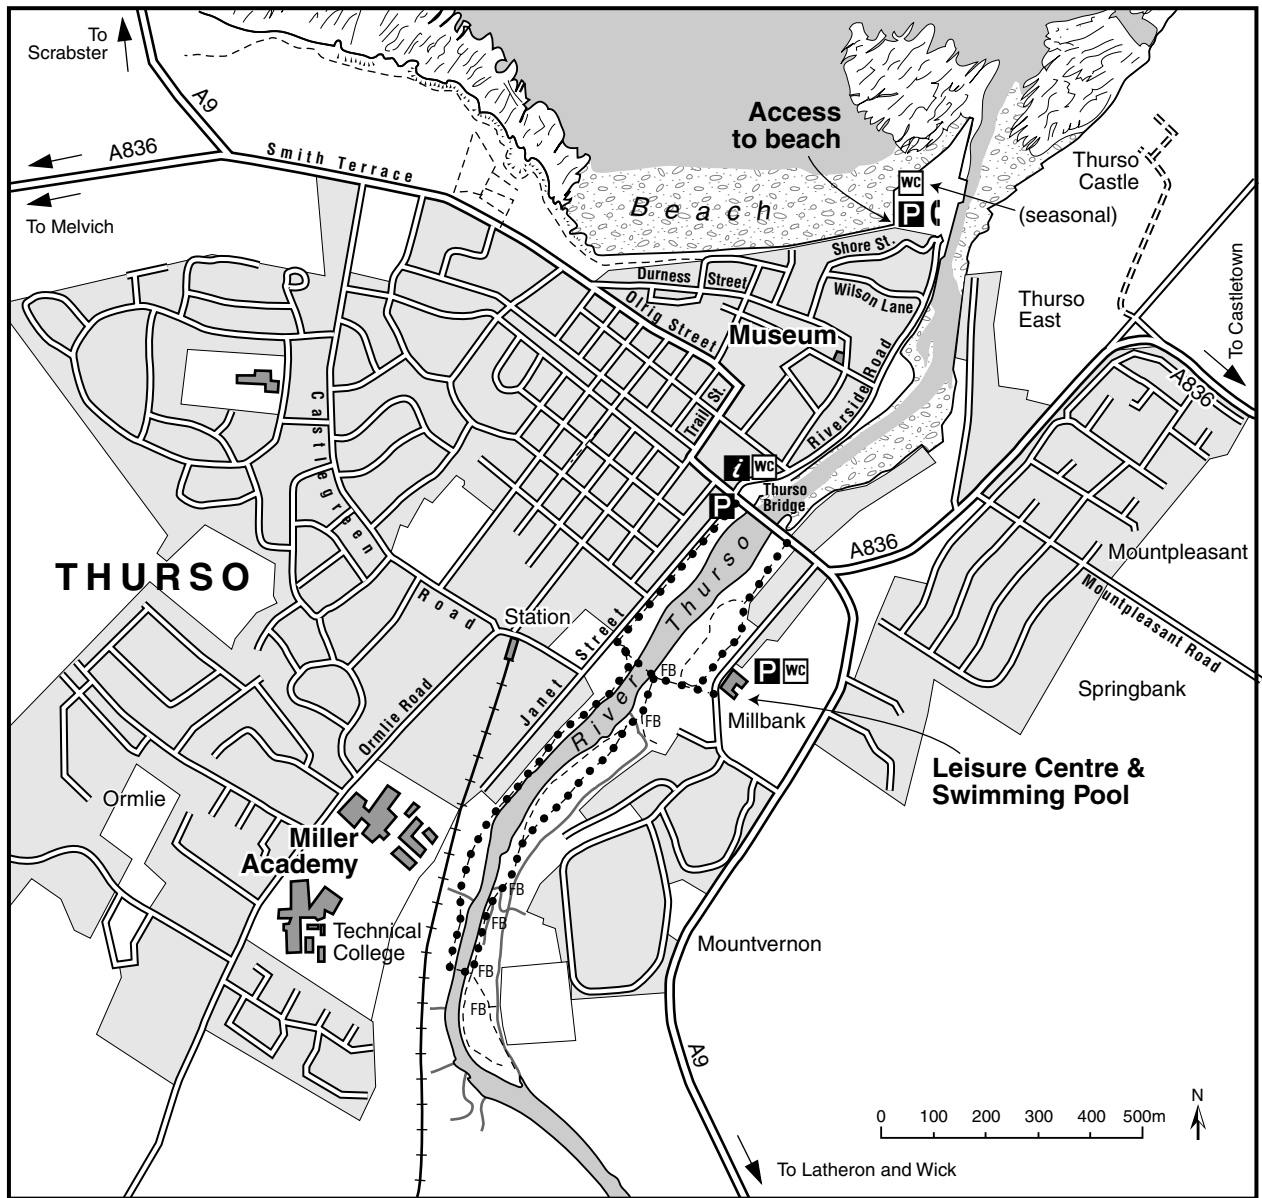 To
Scrabster
A9
A836
To Melvich
Smith Terrace
Access
to beach
Beach
WC
P
(seasonal)
Thurso
Castle
Shore St.
Durness Street
Wilson Lane
Olrig Street
Museum
Riverside Road
Trail St.
Thurso
East
To Castletown
A836
Castlegreen Road
i
WC
P
Thurso
Bridge
A836
Mountpleasant
Mountpleasant Road
THURSO
Station
Janet Street
River Thurso
FB
P
WC
Millbank
Springbank
FB
Ormlie Road
Leisure Centre &
Swimming Pool
Ormlie
Miller
Academy
FB
FB
Technical
College
Mountvernon
FB
FB
A9
0 100 200 300 400 500m
N
To Latheron and Wick